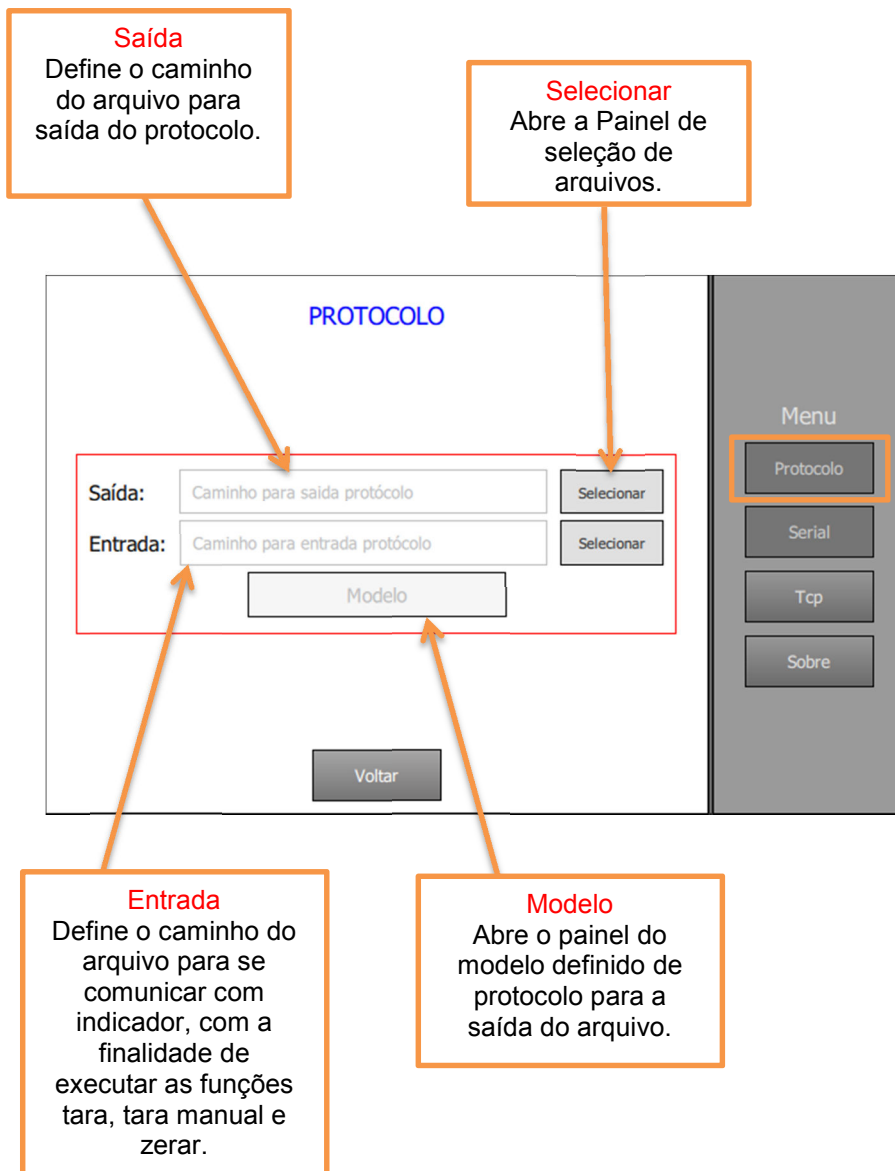 Saída
Define o caminho
do arquivo para
saída do protocolo.
Selecionar
Abre a Painel de
seleção de
arquivos.
PROTOCOLO
Saída:
Caminho para saida protócolo
Selecionar
Entrada:
Caminho para entrada protócolo
Selecionar
Modelo
Voltar
Menu
Protocolo
Serial
Tcp
Sobre
Entrada
Define o caminho do
arquivo para se
comunicar com
indicador, com a
finalidade de
executar as funções
tara, tara manual e
zerar.
Modelo
Abre o painel do
modelo definido de
protocolo para a
saída do arquivo.